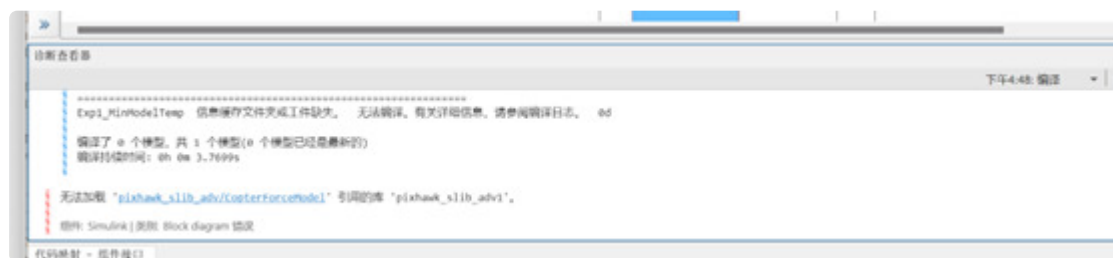 诊断查看器
下午4:48: 编译
==============================================================
Exp1_MinModelTemp 信息缓存文件夹或工件缺失。 无法编译。有关详细信息，请参阅编译日志。 0d
编译了 0 个模型，共 1 个模型(0 个模型已经是最新的)
编译持续时间: 0h 0m 3.7699s
无法加载 'pixhawk_slib_adv/CopterForceModel' 引用的库 'pixhawk_slib_adv1'。
组件: Simulink | 类别: Block diagram 错误
代码映射 - 组件接口